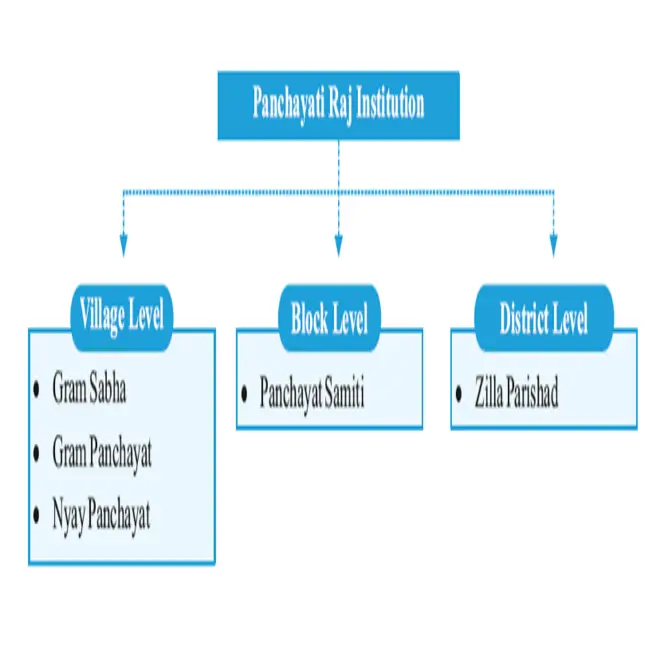 Panchayati Raj Institution
Village Level
• Gram Sabha
• Gram Panchayat
• Nyay Panchayat
Block Level
• Panchayat Samiti
District Level
• Zilla Parishad